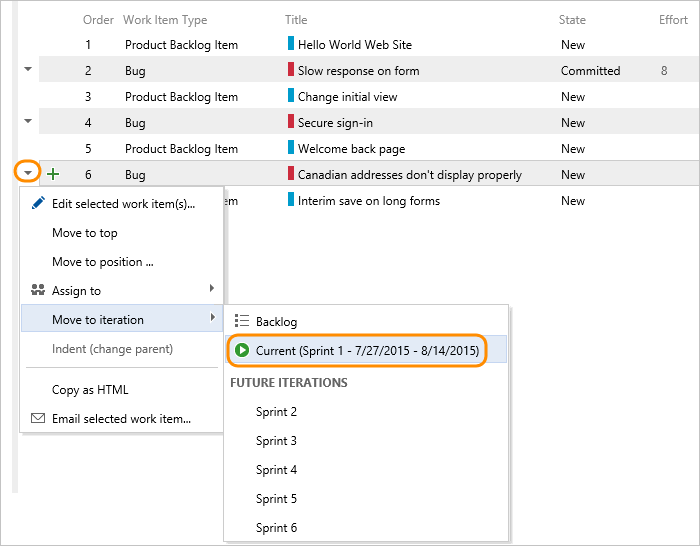 Order Work Item Type Title State Effort
1 Product Backlog Item Hello World Web Site New
2 Bug Slow response on form Committed 8
3 Product Backlog Item Change initial view New
4 Bug Secure sign-in New
5 Product Backlog Item Welcome back page New
6 Bug Canadian addresses don't display properly New
em Interim save on long forms New
Edit selected work item(s)...
Move to top
Move to position ...
Assign to
Move to iteration
Indent (change parent)
Copy as HTML
Email selected work item...
Backlog
Current (Sprint 1 - 7/27/2015 - 8/14/2015)
FUTURE ITERATIONS
Sprint 2
Sprint 3
Sprint 4
Sprint 5
Sprint 6